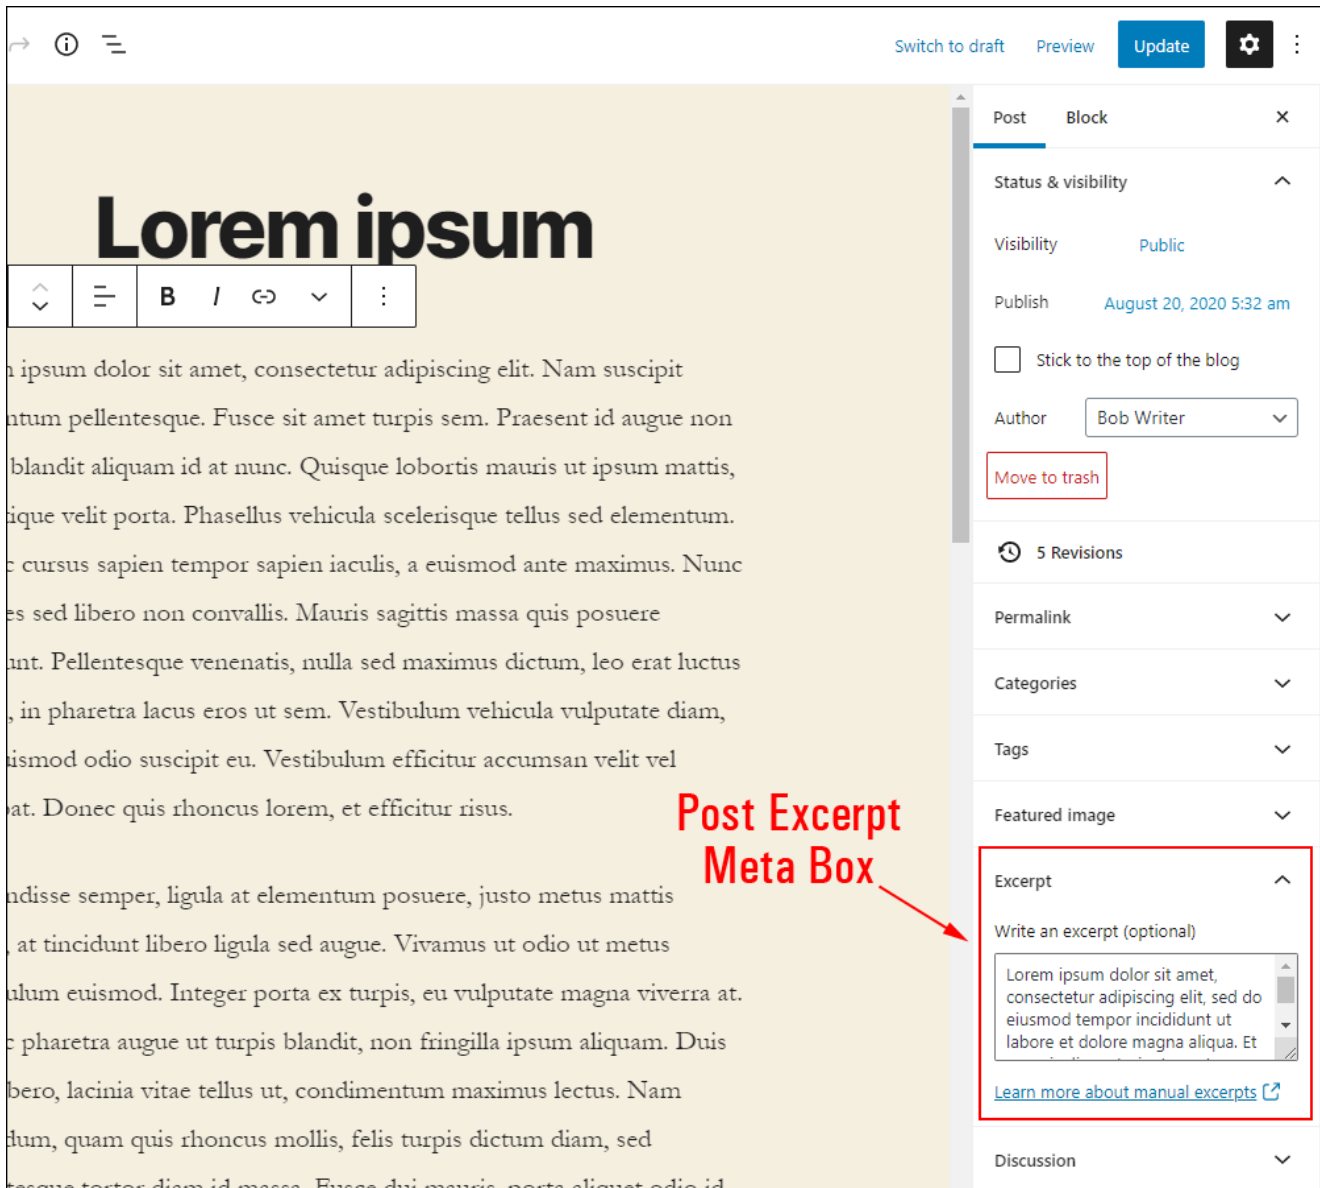 Switch to draft Preview Update
Post Block
Status & visibility
Visibility Public
Publish August 20, 2020 5:32 am
Stick to the top of the blog
Author Bob Writer
Move to trash
5 Revisions
Permalink
Categories
Tags
Featured image
Excerpt
Write an excerpt (optional)
Lorem ipsum dolor sit amet,
consectetur adipiscing elit, sed do
eiusmod tempor incididunt ut
labore et dolore magna aliqua. Et
Learn more about manual excerpts
Discussion
Lorem ipsum
B I
ipsum dolor sit amet, consectetur adipiscing elit. Nam suscipit
pellentesque. Fusce sit amet turpis sem. Praesent id augue non
blandit aliquam id at nunc. Quisque lobortis mauris ut ipsum mattis,
velit porta. Phasellus vehicula scelerisque tellus sed elementum.
cursus sapien tempor sapien iaculis, a euismod ante maximus. Nunc
sed libero non convallis. Mauris sagittis massa quis posuere
Pellentesque venenatis, nulla sed maximus dictum, leo erat luctus
, in pharetra lacus eros ut sem. Vestibulum vehicula vulputate diam,
odio suscipit eu. Vestibulum efficitur accumsan velit vel
Donec quis rhoncus lorem, et efficitur risus.
Post Excerpt
Meta Box
semper, ligula at elementum posuere, justo metus mattis
, at tincidunt libero ligula sed augue. Vivamus ut odio ut metus
euismod. Integer porta ex turpis, eu vulputate magna viverra at.
pharetra augue ut turpis blandit, non fringilla ipsum aliquam. Duis
lacinia vitae tellus ut, condimentum maximus lectus. Nam
quam quis rhoncus mollis, felis turpis dictum diam, sed
tortor diam id massa. Fusce dui mauris, porta aliquet odio id